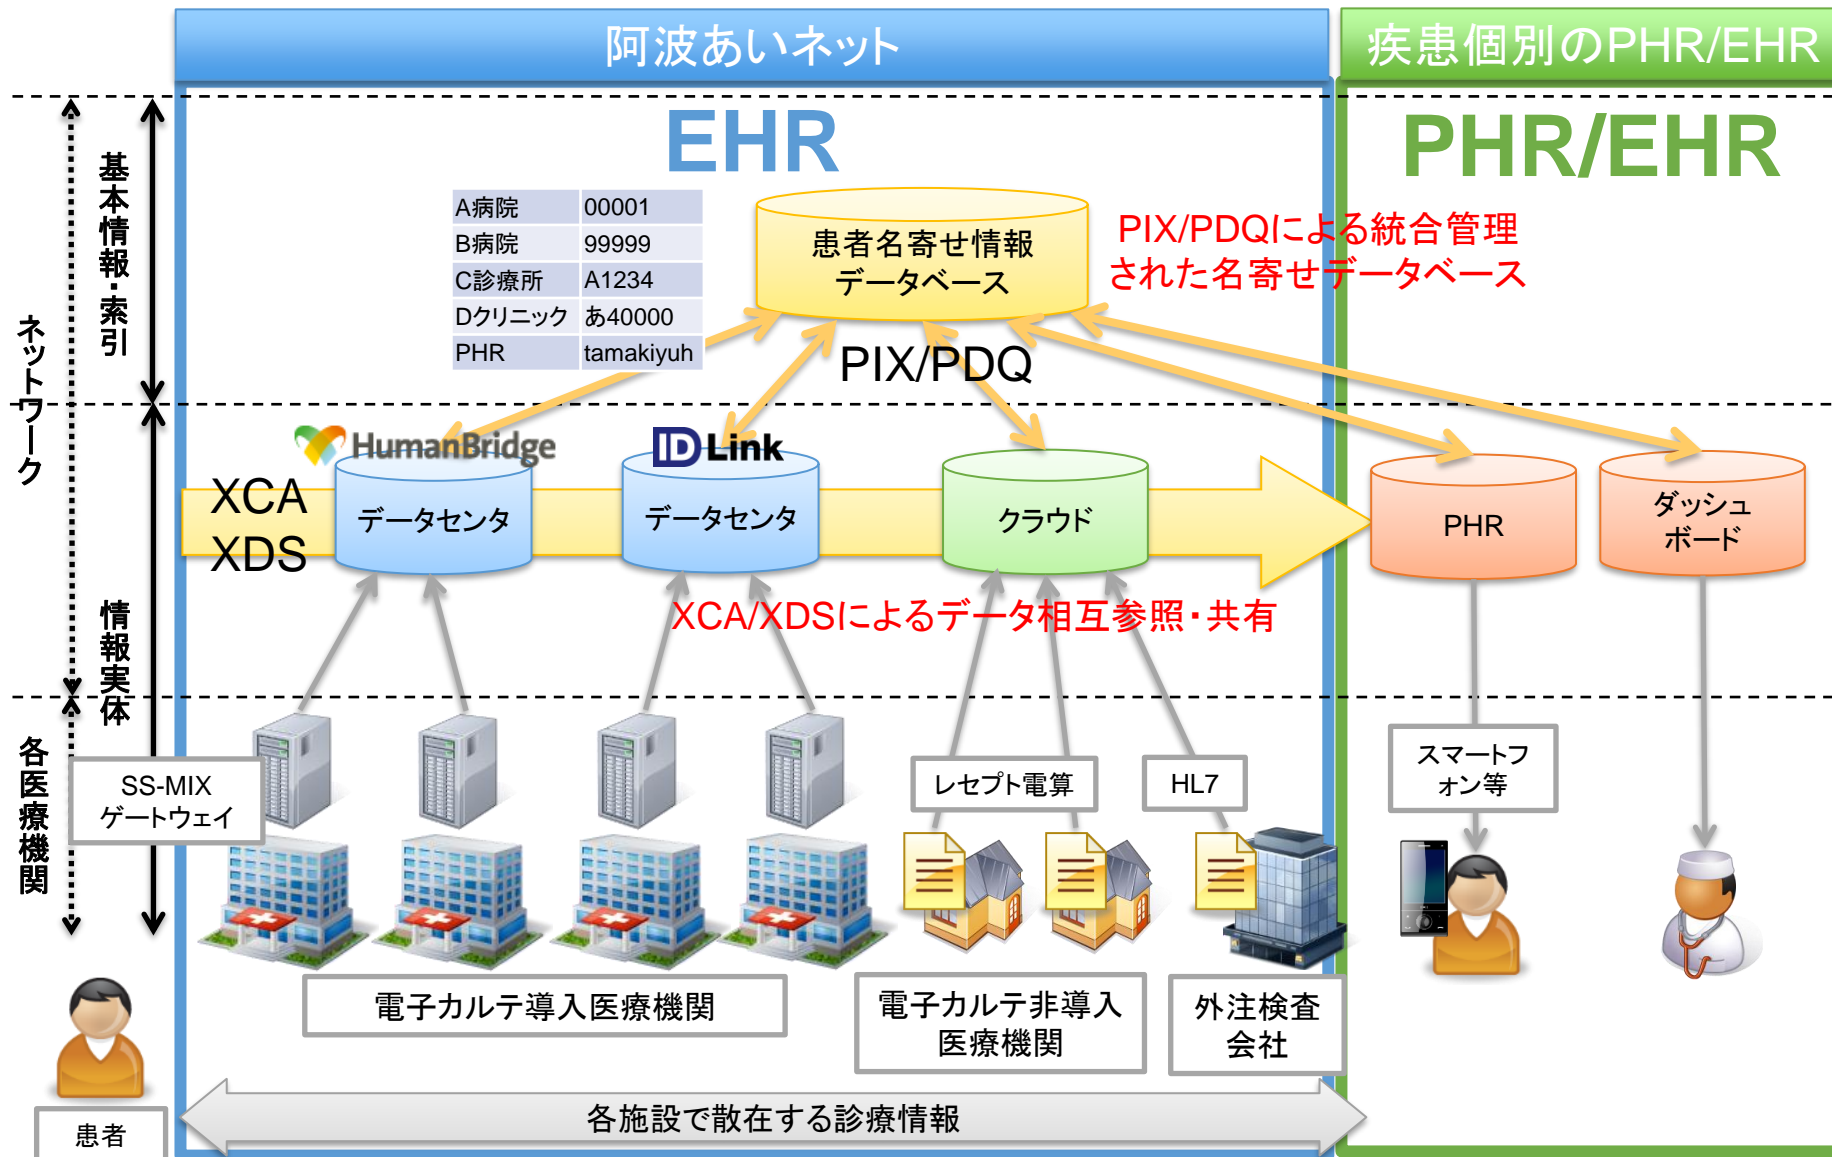 阿波あいネット
疾患個別のPHR/EHR
EHR
PHR/EHR
基本情報・索引
ネットワーク
A病院 00001
B病院 99999
C診療所 A1234
Dクリニック あ40000
PHR tamakiyuh
患者名寄せ情報
データベース
PIX/PDQによる統合管理
された名寄せデータベース
PIX/PDQ
HumanBridge
ID Link
XCA
XDS
データセンタ
データセンタ
クラウド
PHR
ダッシュ
ボード
XCA/XDSによるデータ相互参照・共有
情報実体
各医療機関
SS-MIX
ゲートウェイ
レセプト電算
HL7
スマートフ
ォン等
電子カルテ導入医療機関
電子カルテ非導入
医療機関
外注検査
会社
各施設で散在する診療情報
患者